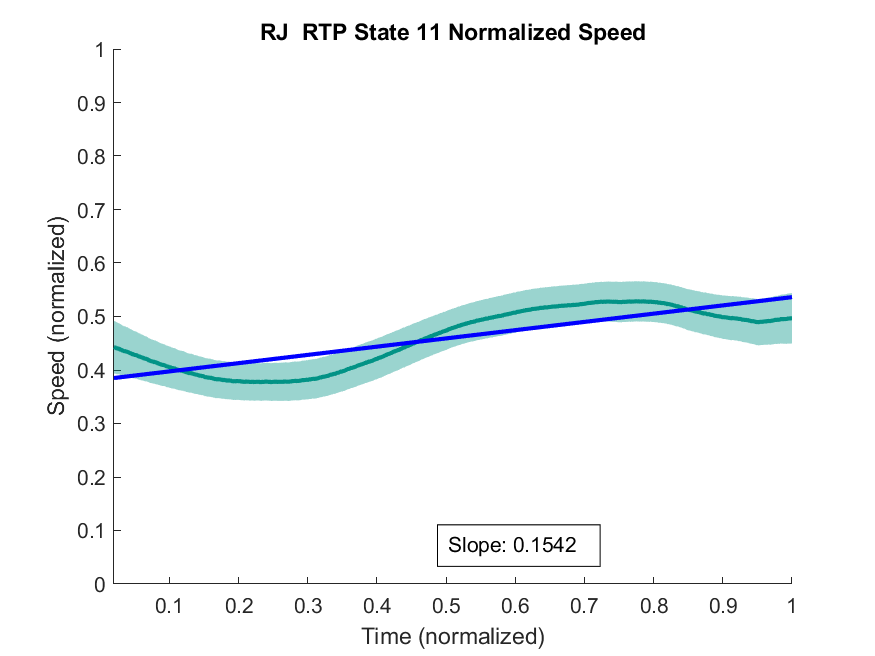 RJ  RTP State 11 Normalized Speed
1
0.9
0.8
0.7
0.6
0.5
0.4
0.3
0.2
0.1
0
Speed (normalized)
Slope: 0.1542
0.1 0.2 0.3 0.4 0.5 0.6 0.7 0.8 0.9 1
Time (normalized)